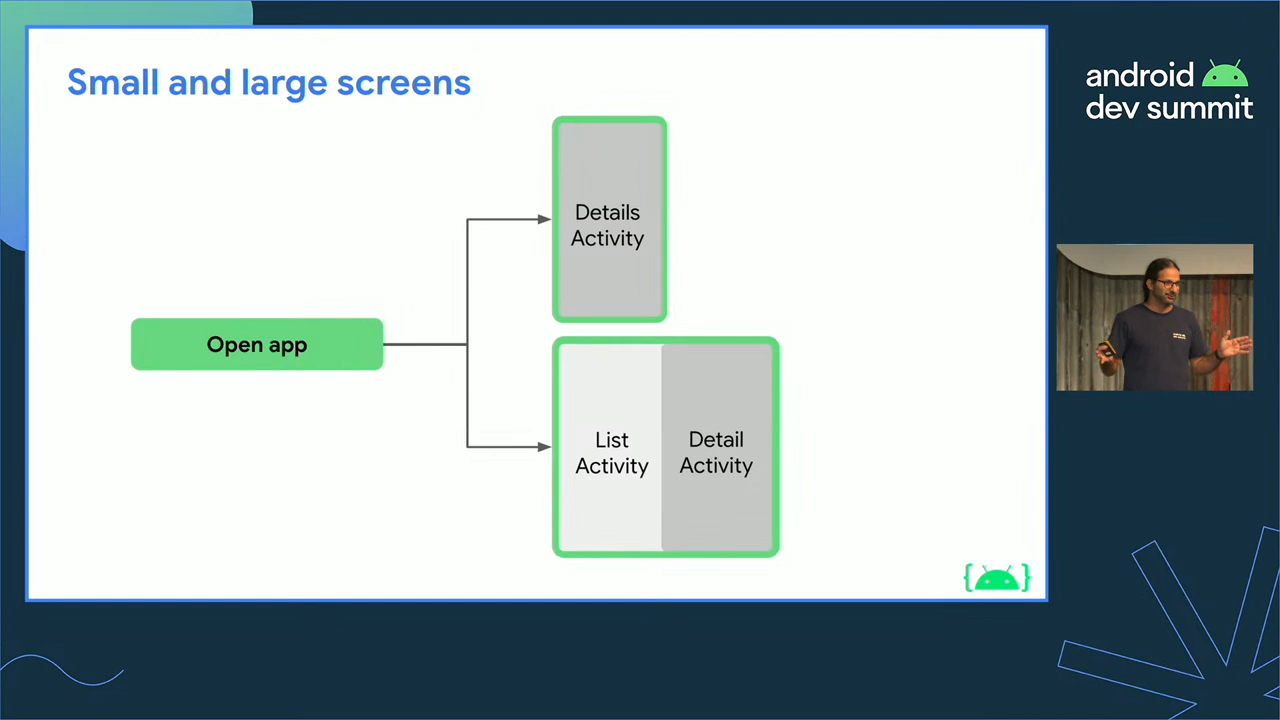 Small and large screens
android
dev summit
Details
Activity
Open app
List
Activity
Detail
Activity